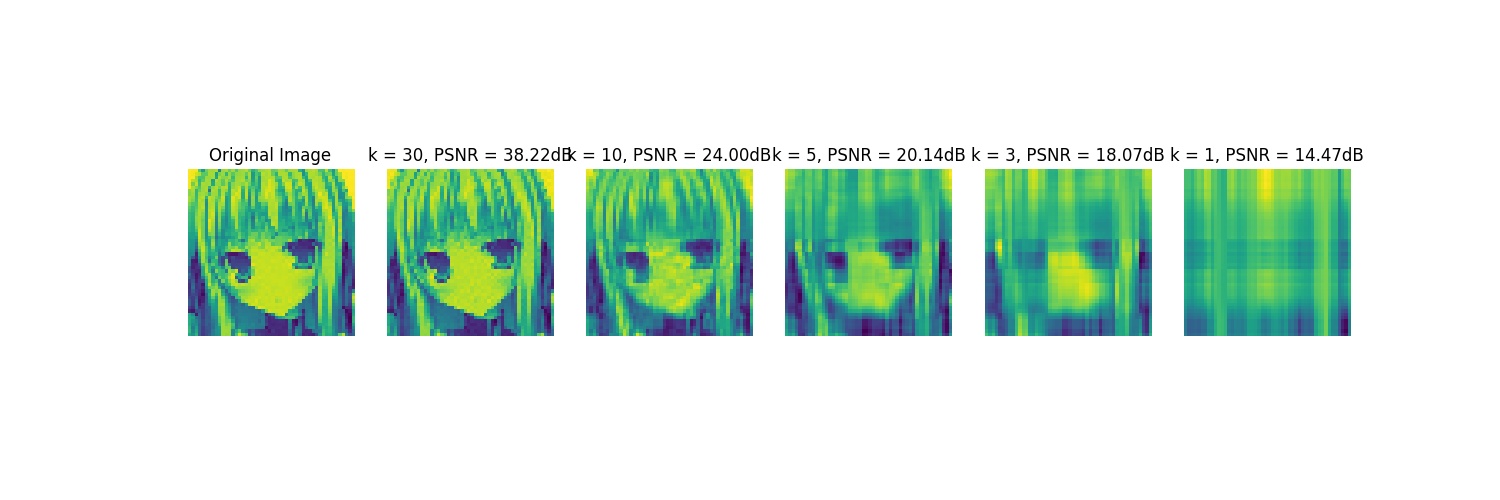 Original Image
k = 30, PSNR = 38.22dB
k = 10, PSNR = 24.00dB
k = 5, PSNR = 20.14dB
k = 3, PSNR = 18.07dB
k = 1, PSNR = 14.47dB